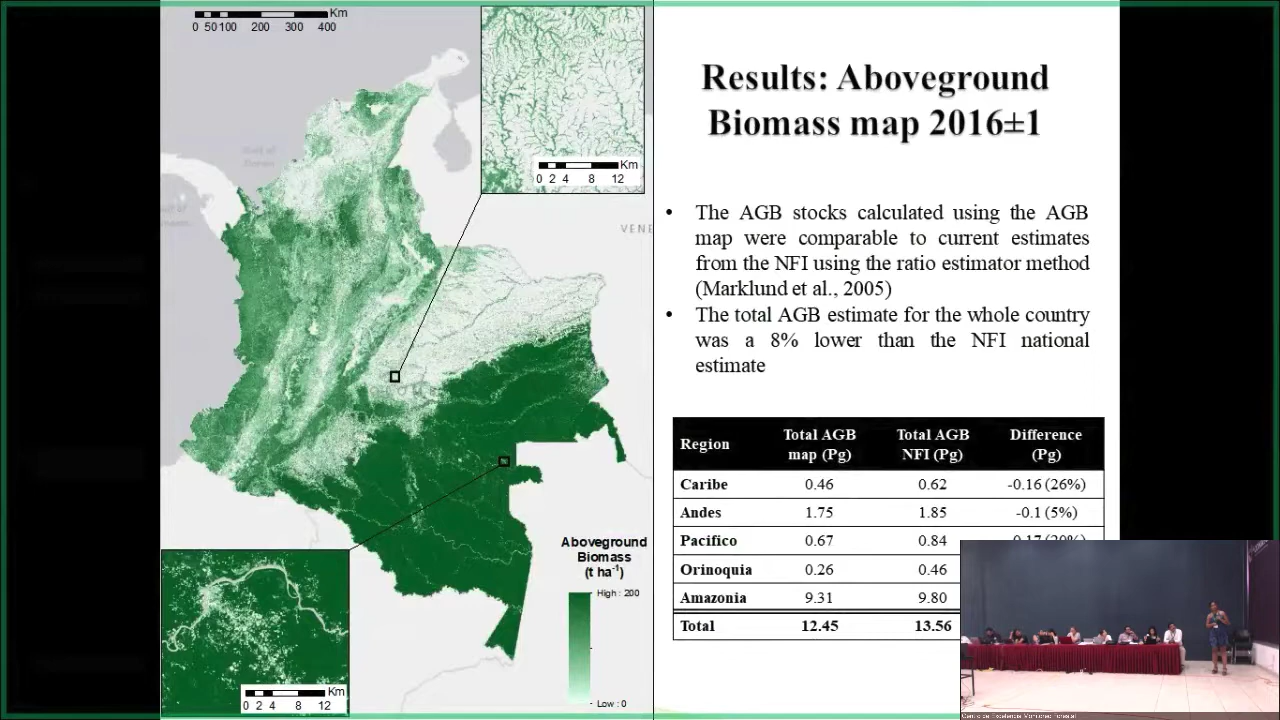 Km
0 50 100 200 300 400
Km
0 2 4 8 12
VENE
Aboveground
Biomass
(t ha-1)
High : 200
Low : 0
Km
0 2 4 8 12
Results: Aboveground
Biomass map 2016±1
• The AGB stocks calculated using the AGB
map were comparable to current estimates
from the NFI using the ratio estimator method
(Marklund et al., 2005)
• The total AGB estimate for the whole country
was a 8% lower than the NFI national
estimate
Region Total AGB map (Pg) Total AGB NFI (Pg) Difference (Pg)
Caribe 0.46 0.62 -0.16 (26%)
Andes 1.75 1.85 -0.1 (5%)
Pacifico 0.67 0.84 -0.17 (20%)
Orinoquia 0.26 0.46
Amazonia 9.31 9.80
Total 12.45 13.56
Centro de Excelencia Monitoreo Forestal